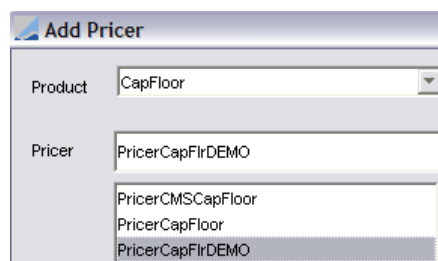 Add Pricer
Product CapFloor
Pricer PricerCapFlrDEMO
PricerCMSCapFloor
PricerCapFloor
PricerCapFlrDEMO